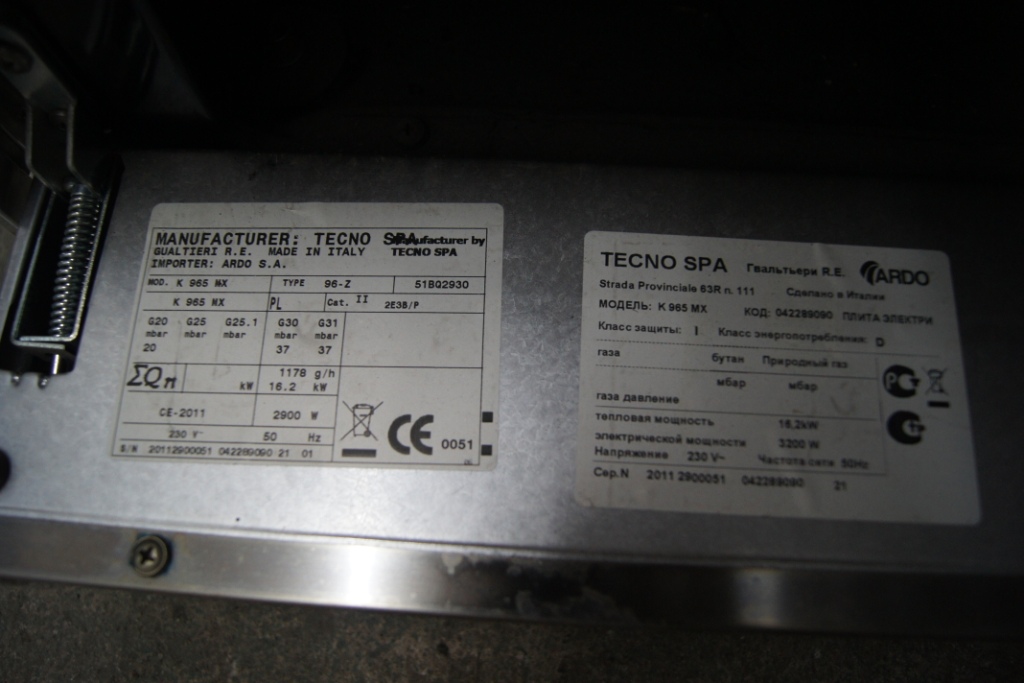 MANUFACTURER: TECNO SPA
Manufacturer by
GUALTIERI R.E. MADE IN ITALY
TECNO SPA
IMPORTER: ARDO S.A.
MOD. K 965 MX TYPE 96-Z 51BQ2930
K 965 MX PL Cat. II 2E3B/P
G20 G25 G25.1 G30 G31
mbar mbar mbar mbar mbar
20 37 37
1178 g/h
ΣQn kW 16.2 kW
CE-2011 2900 W
230 V~ 50 Hz
CE 0051
S/N 20112900051 042289090 21 01
TECNO SPA Гвальтьери R.E. ARDO
Strada Provinciale 63R n. 111 Сделано в Италии
МОДЕЛЬ: K 965 MX КОД: 042289090 ПЛИТА ЭЛЕКТРИ
Класс защиты: I Класс энергопотребления: D
газа бутан Природный газ
мбар мбар
газа давление
тепловая мощность 16,2kW
электрической мощности 3200 W
Напряжение 230 V~ Частота сети 50Hz
Сер.N 2011 2900051 042289090 21